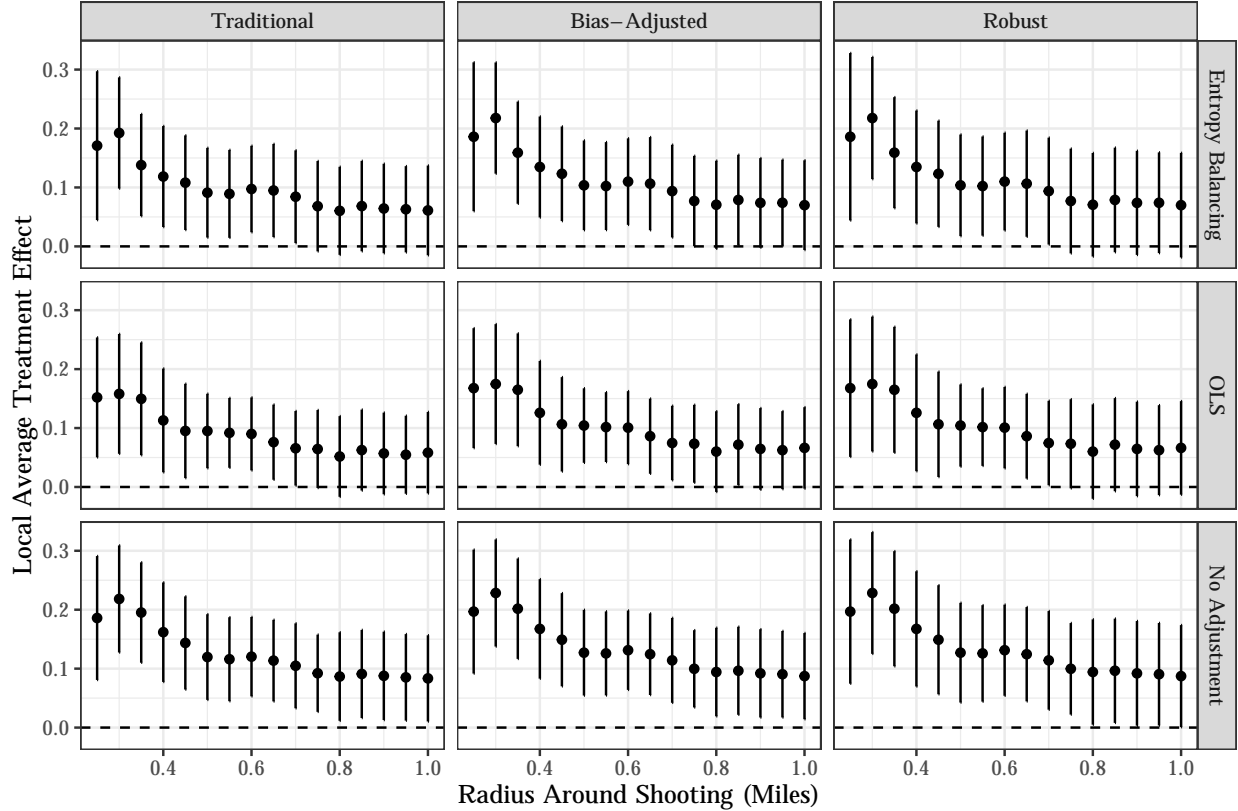 Traditional
Bias−Adjusted
Robust
Local Average Treatment Effect
0.3
0.2
0.1
0.0
Entropy Balancing
0.3
0.2
0.1
0.0
OLS
0.3
0.2
0.1
0.0
No Adjustment
0.4 0.6 0.8 1.0 0.4 0.6 0.8 1.0 0.4 0.6 0.8 1.0
Radius Around Shooting (Miles)